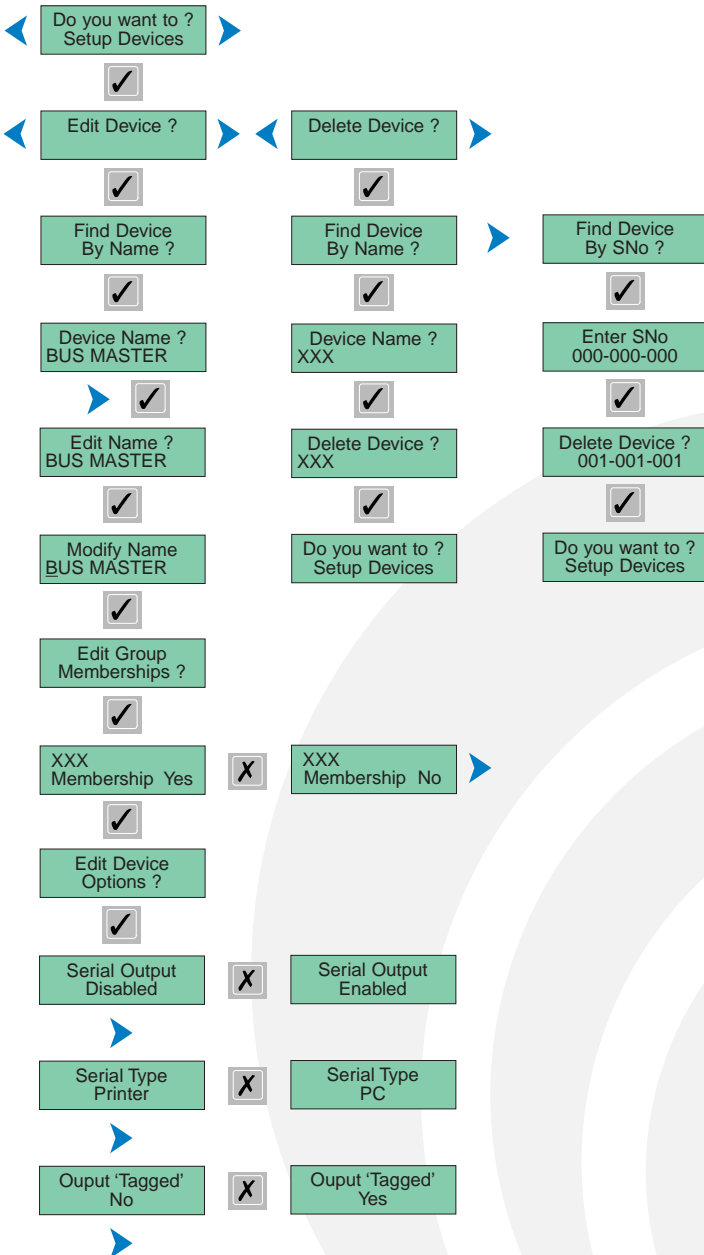 Do you want to ?
Setup Devices
Edit Device ?
Delete Device ?
Find Device
By Name ?
Find Device
By Name ?
Find Device
By SNo ?
Device Name ?
BUS MASTER
Device Name ?
XXX
Enter SNo
000-000-000
Edit Name ?
BUS MASTER
Delete Device ?
XXX
Delete Device ?
001-001-001
Modify Name
BUS MASTER
Do you want to ?
Setup Devices
Do you want to ?
Setup Devices
Edit Group
Memberships ?
XXX
Membership Yes
XXX
Membership No
Edit Device
Options ?
Serial Output
Disabled
Serial Output
Enabled
Serial Type
Printer
Serial Type
PC
Ouput 'Tagged'
No
Ouput 'Tagged'
Yes